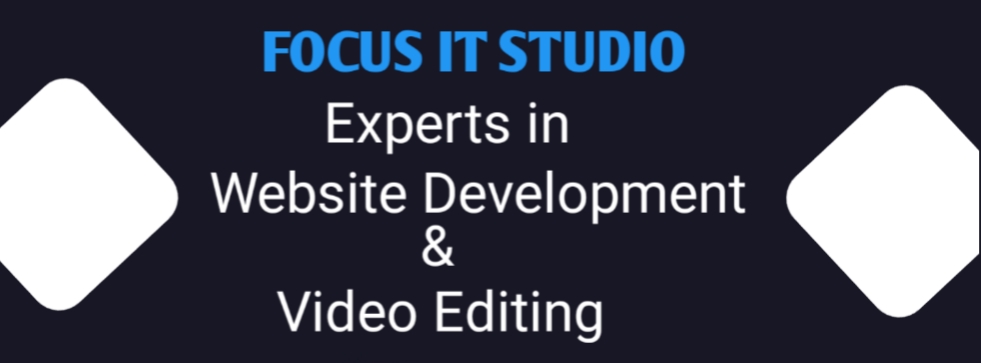 FOCUS IT STUDIO
Experts in
Website Development
&
Video Editing